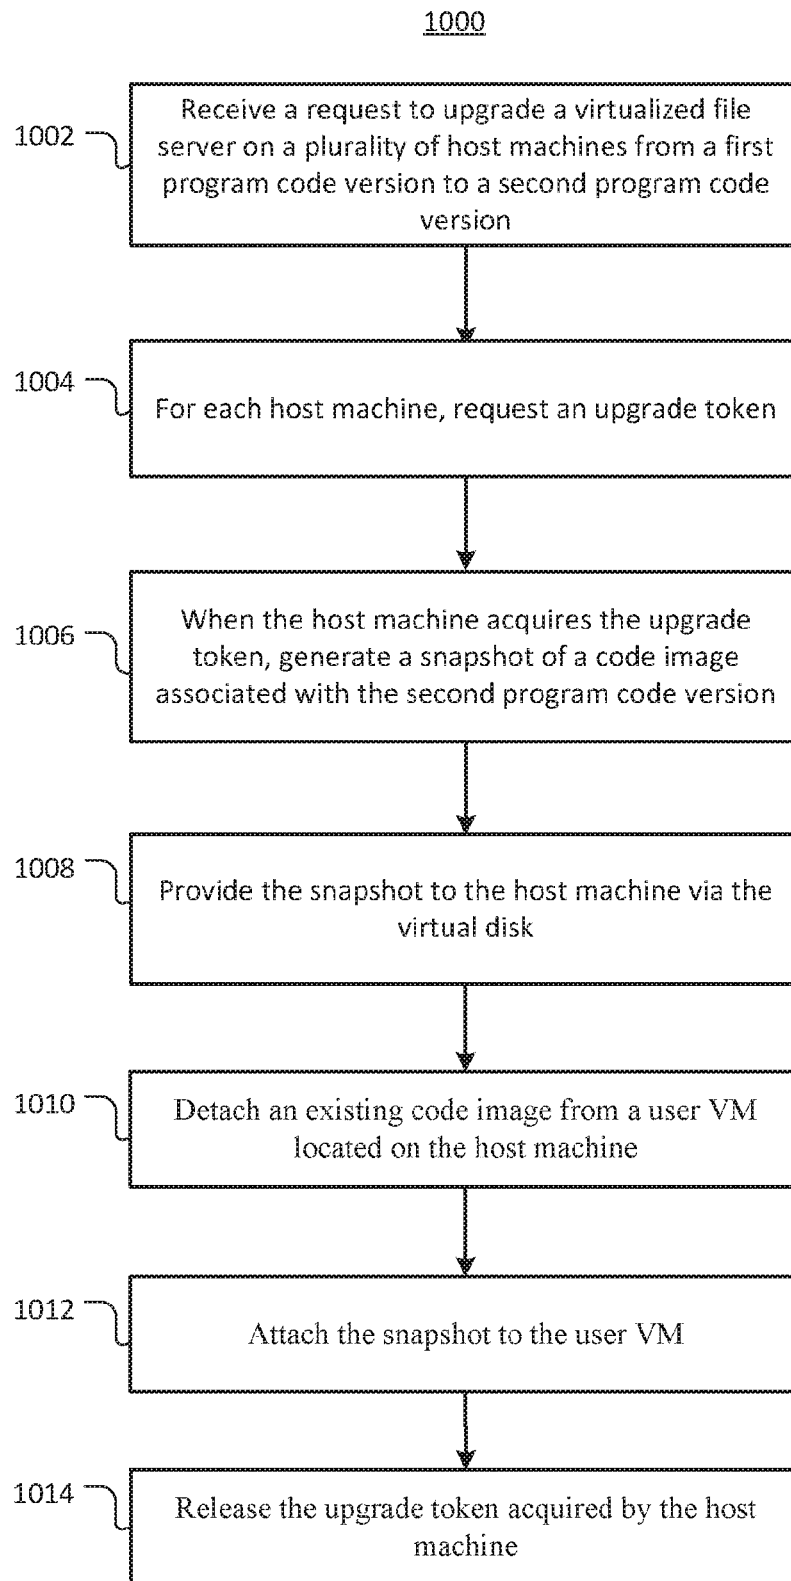 1000
1002
Receive a request to upgrade a virtualized file
server on a plurality of host machines from a first
program code version to a second program code
version
1004
For each host machine, request an upgrade token
1006
When the host machine acquires the upgrade
token, generate a snapshot of a code image
associated with the second program code version
1008
Provide the snapshot to the host machine via the
virtual disk
1010
Detach an existing code image from a user VM
located on the host machine
1012
Attach the snapshot to the user VM
1014
Release the upgrade token acquired by the host
machine